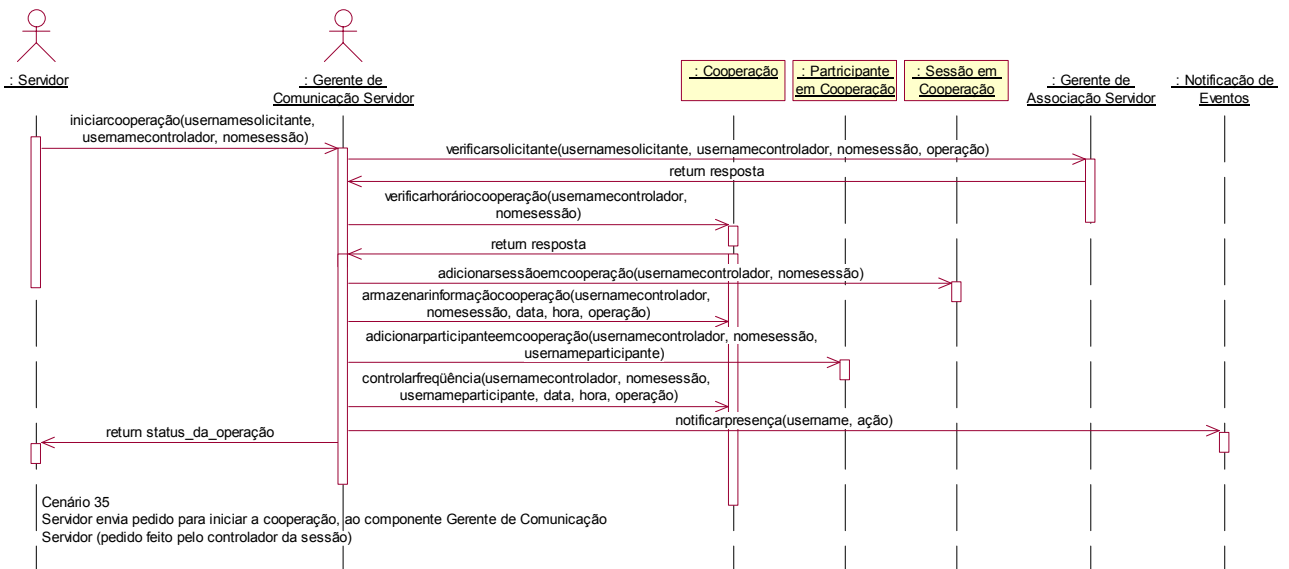 : Servidor
: Gerente de
Comunicação Servidor
: Cooperação
: Partricipante
em Cooperação
: Sessão em
Cooperação
: Gerente de
Associação Servidor
: Notificação de
Eventos
iniciarcooperação(usernamesolicitante,
usernamecontrolador, nomesessão)
verificarsolicitante(usernamesolicitante, usernamecontrolador, nomesessão, operação)
return resposta
verificarhoráriocooperação(usernamecontrolador,
nomesessão)
return resposta
adicionarsessãoemcooperação(usernamecontrolador, nomesessão)
armazenarinformaçãocooperação(usernamecontrolador,
nomesessão, data, hora, operação)
adicionarparticipanteemcooperação(usernamecontrolador, nomesessão,
usernameparticipante)
controlarfreqüência(usernamecontrolador, nomesessão,
usernameparticipante, data, hora, operação)
notificarpresença(username, ação)
return status_da_operação
Cenário 35
Servidor envia pedido para iniciar a cooperação, ao componente Gerente de Comunicação
Servidor (pedido feito pelo controlador da sessão)